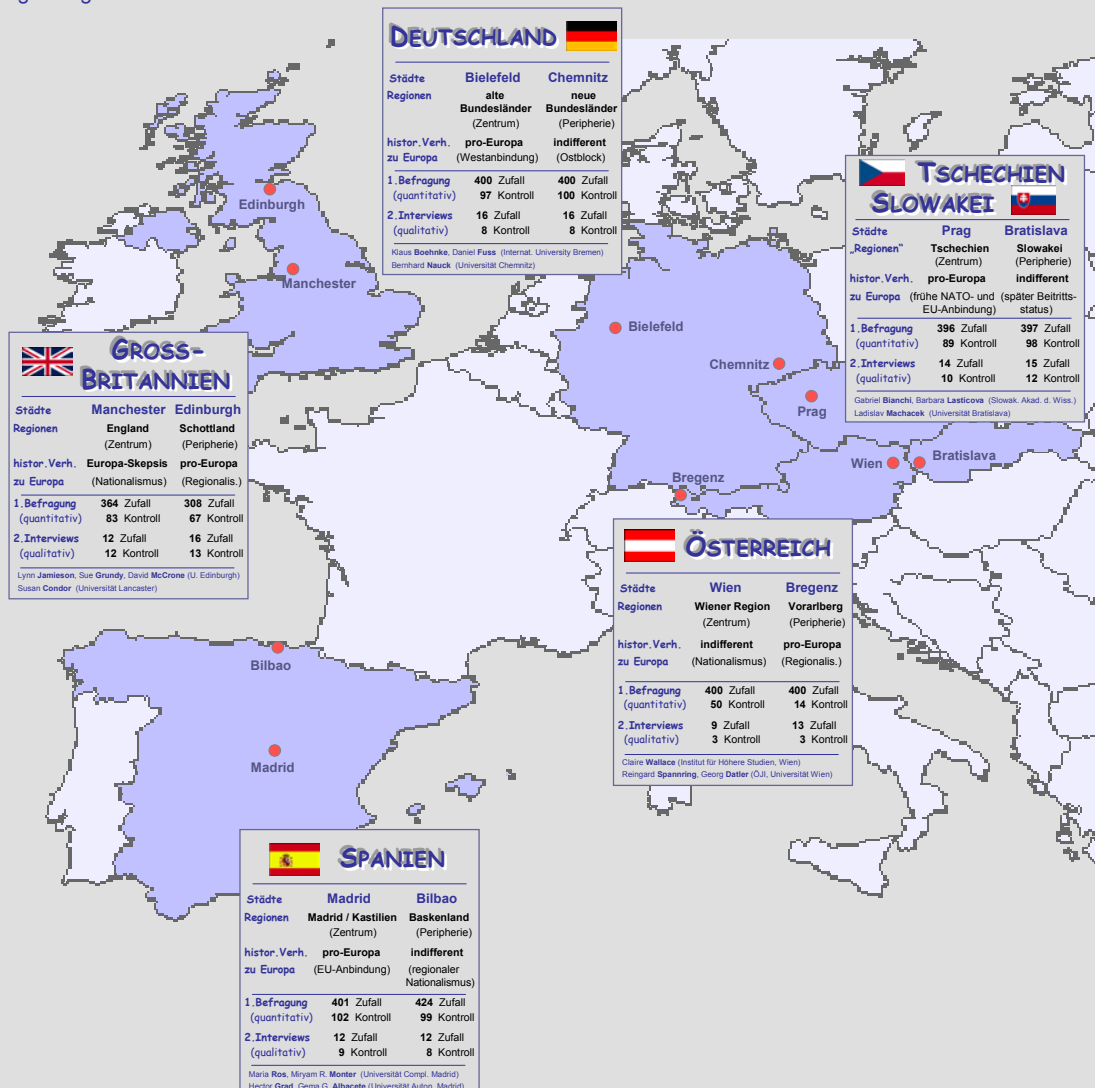 DEUTSCHLAND
Städte Bielefeld Chemnitz
Regionen alte neue
Bundesländer Bundesländer
(Zentrum) (Peripherie)
histor.Verh. pro-Europa indifferent
zu Europa (Westanbindung) (Ostblock)
1.Befragung 400 Zufall 400 Zufall
(quantitativ) 97 Kontroll 100 Kontroll
2.Interviews 16 Zufall 16 Zufall
(qualitativ) 8 Kontroll 8 Kontroll
Klaus Boehnke, Daniel Fuss (Internat. University Bremen)
Bernhard Nauck (Universität Chemnitz)
TSCHECHIEN
SLOWAKEI
Städte Prag Bratislava
„Regionen“ Tschechien Slowakei
(Zentrum) (Peripherie)
histor.Verh. pro-Europa indifferent
zu Europa (frühe NATO- und (später Beitritts-
EU-Anbindung) status)
1.Befragung 396 Zufall 397 Zufall
(quantitativ) 89 Kontroll 98 Kontroll
2.Interviews 14 Zufall 15 Zufall
(qualitativ) 10 Kontroll 12 Kontroll
Gabriel Bianchi, Barbara Lasticova (Slowak. Akad. d. Wiss.)
Ladislav Machacek (Universität Bratislava)
Edinburgh
Manchester
Bielefeld
Chemnitz
Prag
Wien
Bratislava
Bregenz
GROSS-
BRITANNIEN
Städte Manchester Edinburgh
Regionen England Schottland
(Zentrum) (Peripherie)
histor.Verh. Europa-Skepsis pro-Europa
zu Europa (Nationalismus) (Regionalis.)
1.Befragung 364 Zufall 308 Zufall
(quantitativ) 83 Kontroll 67 Kontroll
2.Interviews 12 Zufall 16 Zufall
(qualitativ) 12 Kontroll 13 Kontroll
Lynn Jamieson, Sue Grundy, David McCrone (U. Edinburgh)
Susan Condor (Universität Lancaster)
ÖSTERREICH
Städte Wien Bregenz
Regionen Wiener Region Vorarlberg
(Zentrum) (Peripherie)
histor.Verh. indifferent pro-Europa
zu Europa (Nationalismus) (Regionalis.)
1.Befragung 400 Zufall 400 Zufall
(quantitativ) 50 Kontroll 14 Kontroll
2.Interviews 9 Zufall 13 Zufall
(qualitativ) 3 Kontroll 3 Kontroll
Claire Wallace (Institut für Höhere Studien, Wien)
Reingard Spannring, Georg Datler (ÖJI, Universität Wien)
Bilbao
Madrid
SPANIEN
Städte Madrid Bilbao
Regionen Madrid / Kastilien Baskenland
(Zentrum) (Peripherie)
histor.Verh. pro-Europa indifferent
zu Europa (EU-Anbindung) (regionaler
Nationalismus)
1.Befragung 401 Zufall 424 Zufall
(quantitativ) 102 Kontroll 99 Kontroll
2.Interviews 12 Zufall 12 Zufall
(qualitativ) 9 Kontroll 8 Kontroll
Maria Ros, Miryam R. Monter (Universität Compl. Madrid)
Hector Grad, Gema G. Albacete (Universität Auton. Madrid)